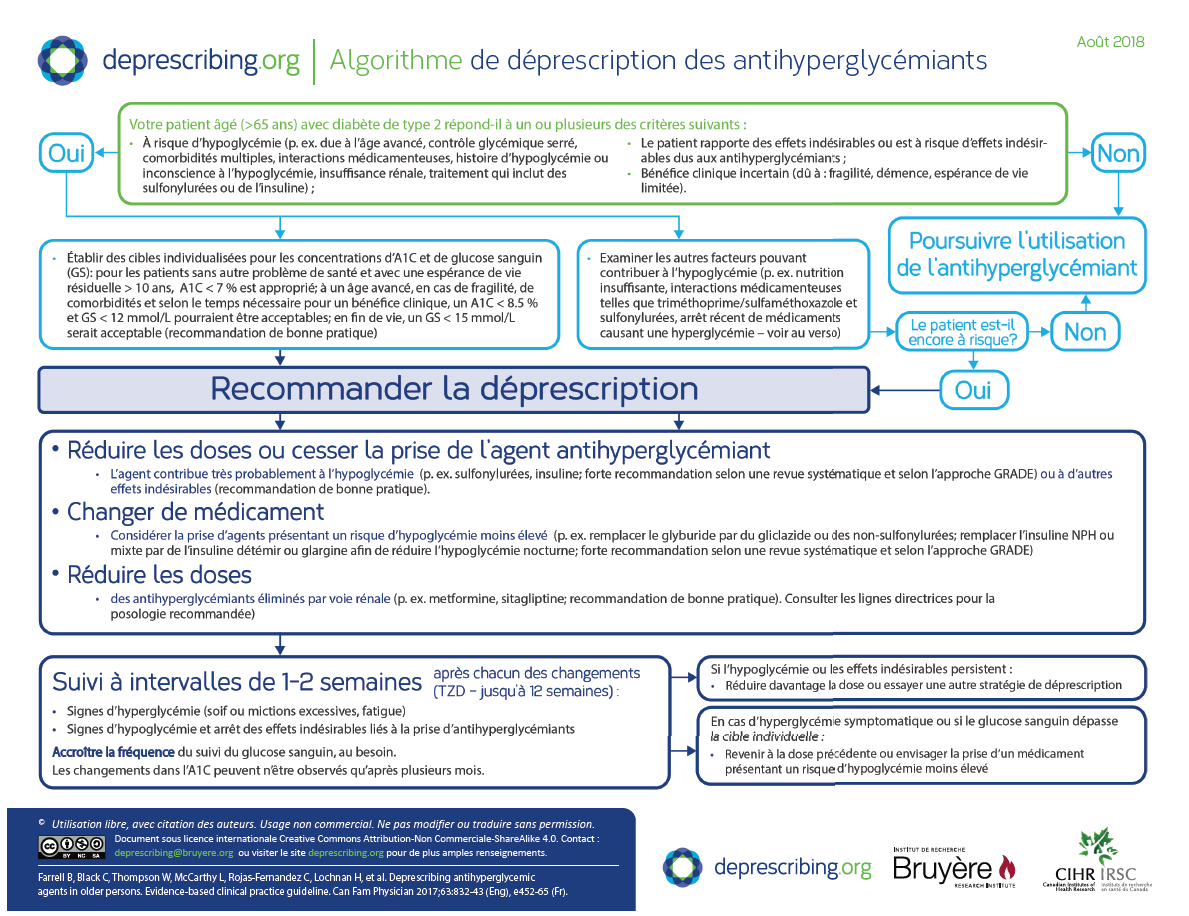 Août 2018
deprescribing.org
Algorithme de déprescription des antihyperglycémiants
Votre patient âgé (>65 ans) avec diabète de type 2 répond-il à un ou plusieurs des critères suivants :
Oui
• À risque d’hypoglycémie (p. ex. due à l’âge avancé, contrôle glycémique serré,
comorbidités multiples, interactions médicamenteuses, histoire d’hypoglycémie ou
inconscience à l’hypoglycémie, insuffisance rénale, traitement qui inclut des
sulfonylurées ou de l’insuline) ;
• Le patient rapporte des effets indésirables ou est à risque d’effets indésir-
ables dus aux antihyperglycémiants ;
• Bénéfice clinique incertain (dû à : fragilité, démence, espérance de vie
limitée).
Non
• Établir des cibles individualisées pour les concentrations d’A1C et de glucose sanguin
(GS): pour les patients sans autre problème de santé et avec une espérance de vie
résiduelle > 10 ans, A1C < 7 % est approprié; à un âge avancé, en cas de fragilité, de
comorbidités et selon le temps nécessaire pour un bénéfice clinique, un A1C < 8.5 %
et GS < 12 mmol/L pourraient être acceptables; en fin de vie, un GS < 15 mmol/L
serait acceptable (recommandation de bonne pratique)
• Examiner les autres facteurs pouvant
contribuer à l’hypoglycémie (p. ex. nutrition
insuffisante, interactions médicamenteuses
telles que triméthoprime/sulfaméthoxazole et
sulfonylurées, arrêt récent de médicaments
causant une hyperglycémie – voir au verso)
Poursuivre l’utilisation
de l’antihyperglycémiant
Le patient est-il
encore à risque?
Non
Oui
Recommander la déprescription
• Réduire les doses ou cesser la prise de l’agent antihyperglycémiant
• L’agent contribue très probablement à l’hypoglycémie (p. ex. sulfonylurées, insuline; forte recommandation selon une revue systématique et selon l’approche GRADE) ou à d’autres
effets indésirables (recommandation de bonne pratique).
• Changer de médicament
• Considérer la prise d’agents présentant un risque d’hypoglycémie moins élevé (p. ex. remplacer le glyburide par du gliclazide ou des non-sulfonylurées; remplacer l’insuline NPH ou
mixte par de l’insuline détémir ou glargine afin de réduire l’hypoglycémie nocturne; forte recommandation selon une revue systématique et selon l’approche GRADE)
• Réduire les doses
• des antihyperglycémiants éliminés par voie rénale (p. ex. metformine, sitagliptine; recommandation de bonne pratique). Consulter les lignes directrices pour la
posologie recommandée)
Suivi à intervalles de 1-2 semaines
après chacun des changements
(TZD – jusqu’à 12 semaines) :
• Signes d’hyperglycémie (soif ou mictions excessives, fatigue)
• Signes d’hypoglycémie et arrêt des effets indésirables liés à la prise d’antihyperglycémiants
Accroître la fréquence du suivi du glucose sanguin, au besoin.
Les changements dans l’A1C peuvent n’être observés qu’après plusieurs mois.
Si l’hypoglycémie ou les effets indésirables persistent :
• Réduire davantage la dose ou essayer une autre stratégie de déprescription
En cas d’hyperglycémie symptomatique ou si le glucose sanguin dépasse
la cible individuelle :
• Revenir à la dose précédente ou envisager la prise d’un médicament
présentant un risque d’hypoglycémie moins élevé
© Utilisation libre, avec citation des auteurs. Usage non commercial. Ne pas modifier ou traduire sans permission.
CC BY NC SA
Document sous licence internationale Creative Commons Attribution-Non Commerciale-ShareAlike 4.0. Contact :
deprescribing@bruyere.org ou visiter le site deprescribing.org pour de plus amples renseignements.
Farrell B, Black C, Thompson W, McCarthy L, Rojas-Fernandez C, Lochnan H, et al. Deprescribing antihyperglycemic
agents in older persons. Evidence-based clinical practice guideline. Can Fam Physician 2017;63:832-43 (Eng), e452-65 (Fr).
deprescribing.org
INSTITUT DE RECHERCHE
Bruyère
RESEARCH INSTITUTE
CIHR IRSC
Canadian Institutes of Health Research
Instituts de recherche en santé du Canada